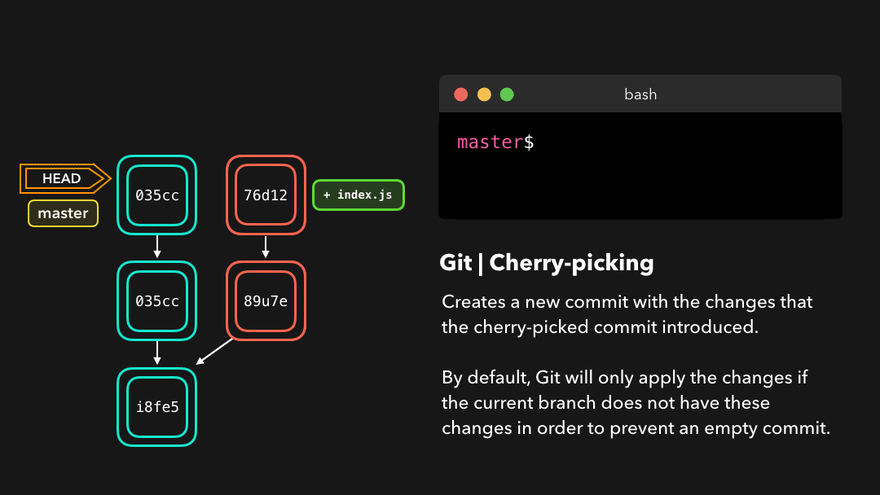 HEAD
master
035cc
76d12
+ index.js
035cc
89u7e
i8fe5
bash
master$
Git | Cherry-picking
Creates a new commit with the changes that
the cherry-picked commit introduced.
By default, Git will only apply the changes if
the current branch does not have these
changes in order to prevent an empty commit.